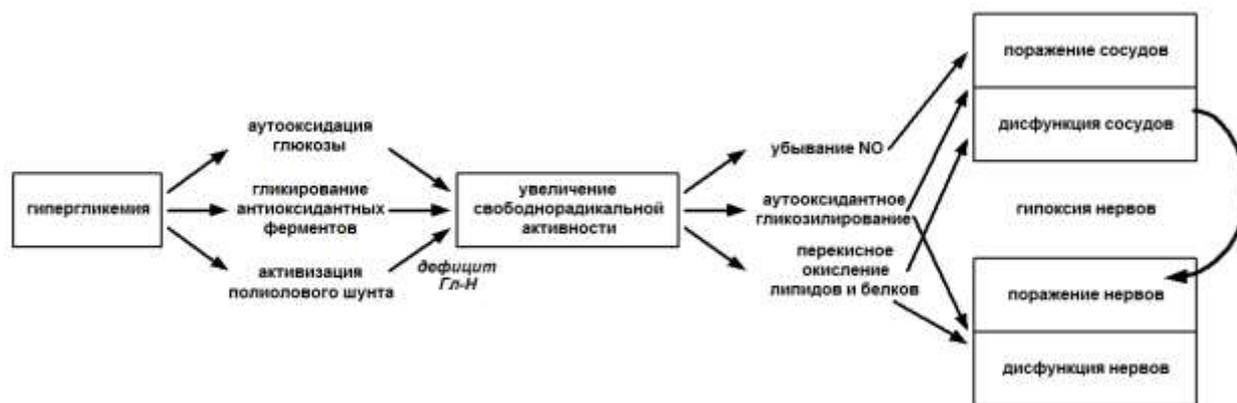 гипергликемия
аутооксидация
глюкозы
гликирование
антиоксидантных
ферментов
активизация
полиолового шунта
увеличение
свободнорадикальной
активности
дефицит
Гл-Н
убывание NO
аутооксидантное
гликозилирование
перекисное
окисление
липидов и белков
поражение сосудов
дисфункция сосудов
гипоксия нервов
поражение нервов
дисфункция нервов